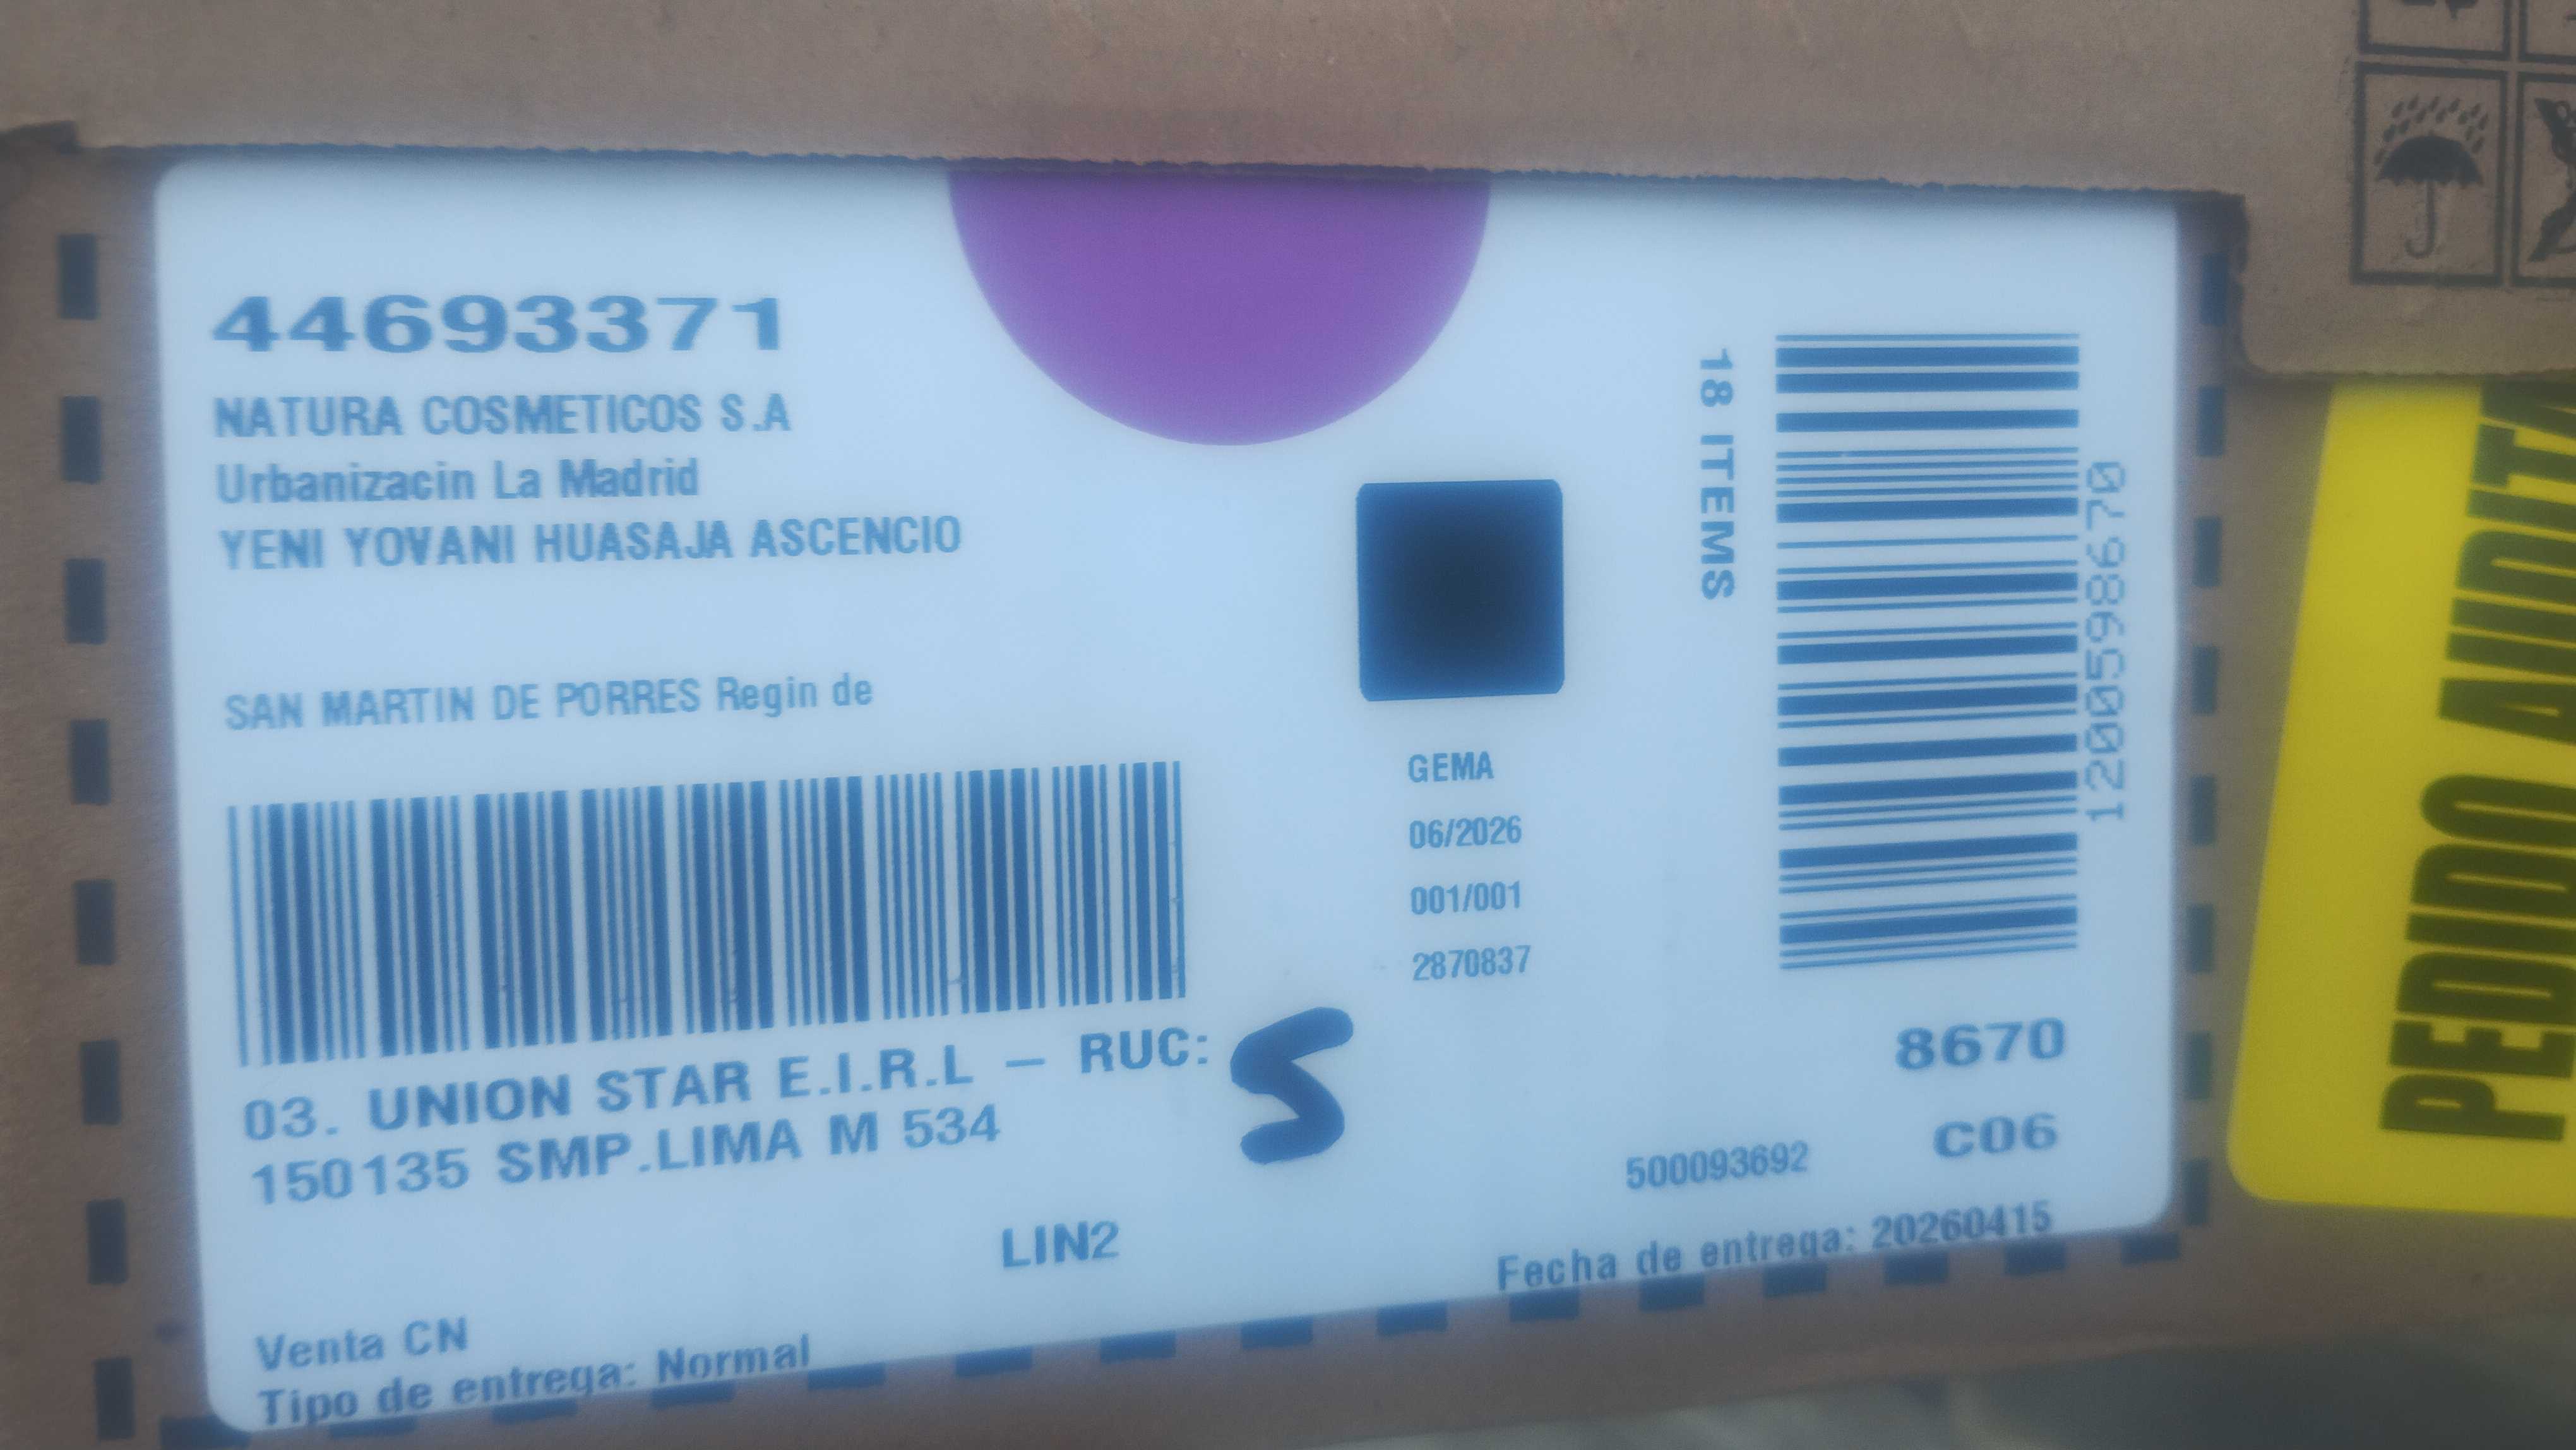 44693371
NATURA COSMETICOS S.A
Urbanizacin La Madrid
YENI YOVANI HUASAJA ASCENCIO
SAN MARTIN DE PORRES Regin de
03. UNION STAR E.I.R.L – RUC:
150135 SMP.LIMA M 534
S
LIN2
Venta CN
Tipo de entrega: Normal
GEMA
06/2026
001/001
2870837
18 ITEMS
1200598670
8670
C06
500093692
Fecha de entrega: 20260415
PEDIDO